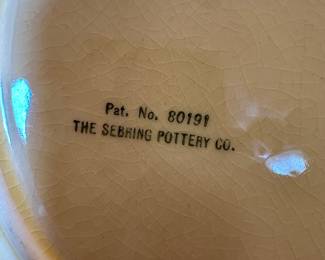 Pat. No. 80191
THE SEBRING POTTERY CO.